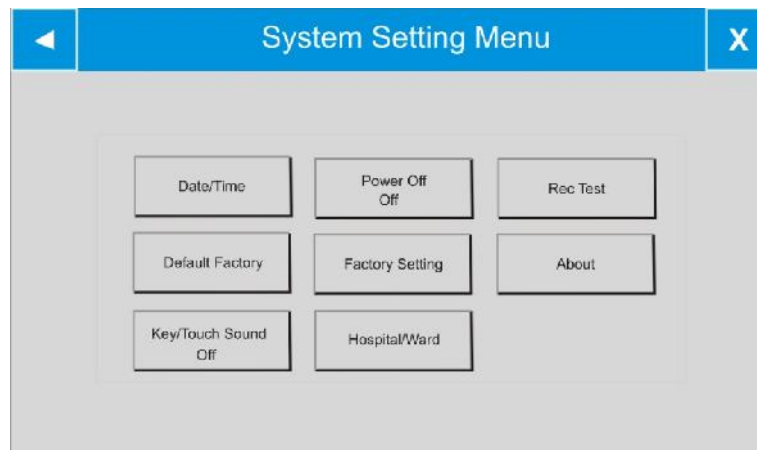 ◄ System Setting Menu X
Date/Time
Power Off
Off
Rec Test
Default Factory
Factory Setting
About
Key/Touch Sound
Off
Hospital/Ward